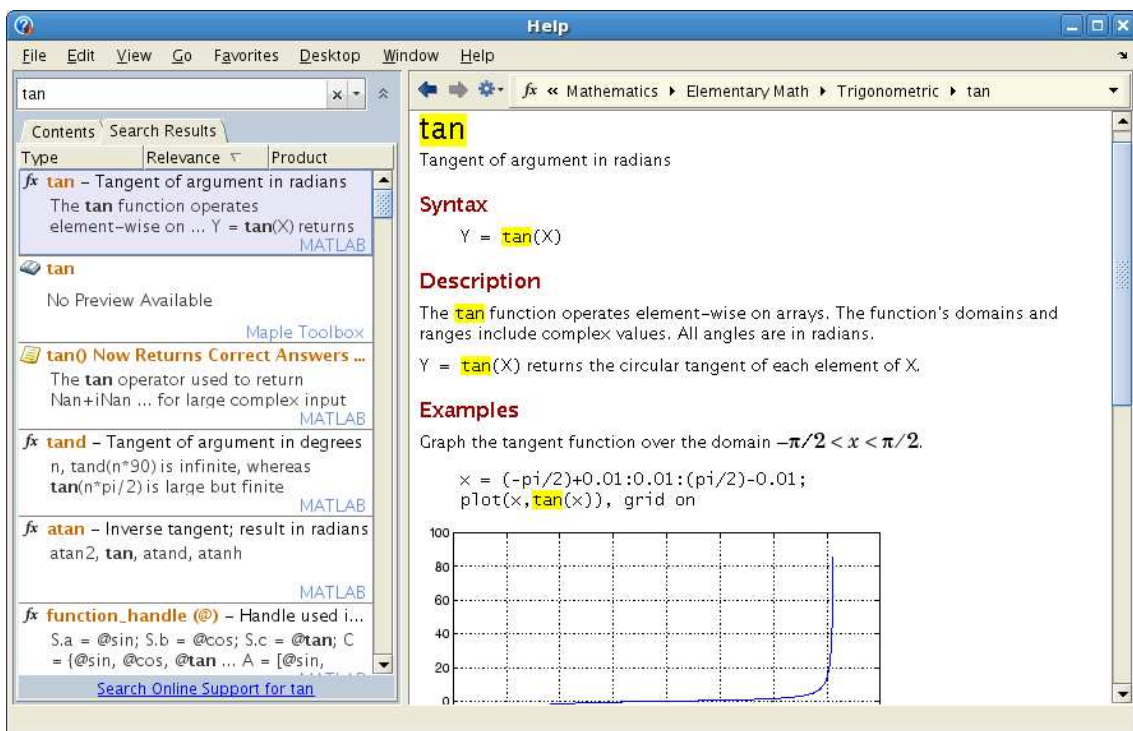 Help
File Edit View Go Favorites Desktop Window Help
tan
Contents Search Results
Type Relevance Product
fx tan – Tangent of argument in radians
The tan function operates
element–wise on ... Y = tan(X) returns
MATLAB
tan
No Preview Available
Maple Toolbox
tan() Now Returns Correct Answers ...
The tan operator used to return
Nan+iNan ... for large complex input
MATLAB
fx tand – Tangent of argument in degrees
n, tand(n*90) is infinite, whereas
tan(n*pi/2) is large but finite
MATLAB
fx atan – Inverse tangent; result in radians
atan2, tan, atand, atanh
MATLAB
fx function_handle (@) – Handle used i...
S.a = @sin; S.b = @cos; S.c = @tan; C
= {@sin, @cos, @tan ... A = [@sin,
MATLAB
Search Online Support for tan
fx « Mathematics ▸ Elementary Math ▸ Trigonometric ▸ tan
tan
Tangent of argument in radians
Syntax
Y = tan(X)
Description
The tan function operates element–wise on arrays. The function's domains and
ranges include complex values. All angles are in radians.
Y = tan(X) returns the circular tangent of each element of X.
Examples
Graph the tangent function over the domain −π/2 < x < π/2.
x = (-pi/2)+0.01:0.01:(pi/2)-0.01;
plot(x,tan(x)), grid on
100
80
60
40
20
0